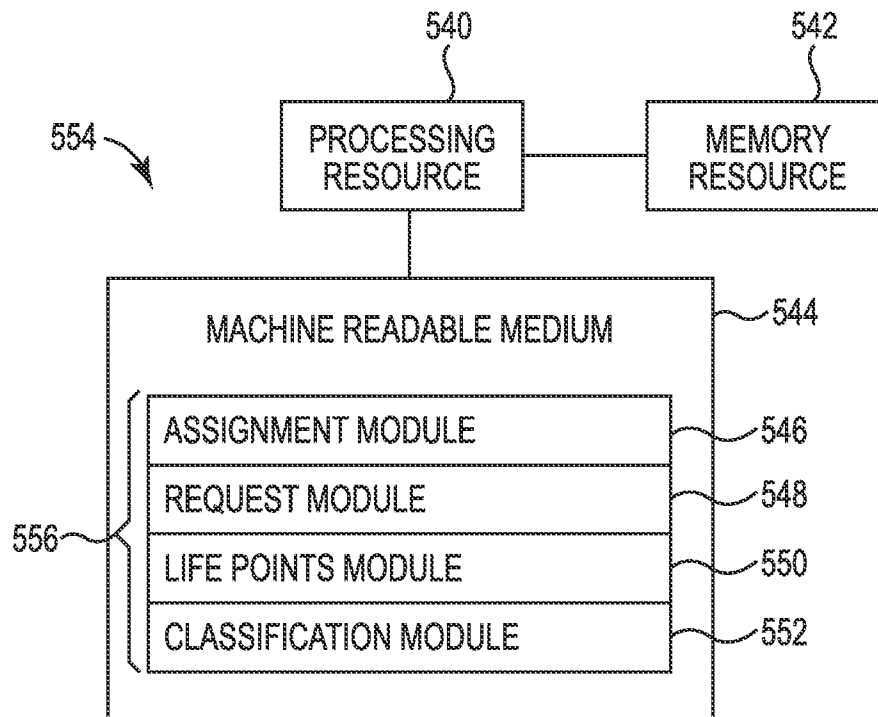 540
542
554
PROCESSING
RESOURCE
MEMORY
RESOURCE
MACHINE READABLE MEDIUM
544
ASSIGNMENT MODULE
546
REQUEST MODULE
548
556
LIFE POINTS MODULE
550
CLASSIFICATION MODULE
552